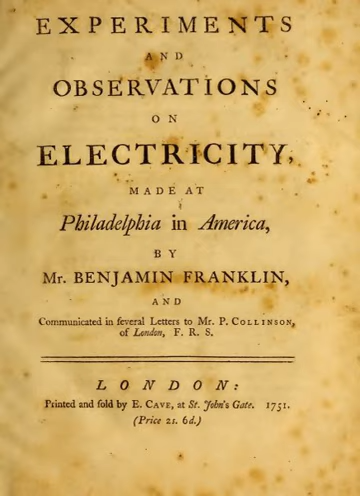 EXPERIMENTS
AND
OBSERVATIONS
ON
ELECTRICITY,
MADE AT
Philadelphia in America,
BY
Mr. BENJAMIN FRANKLIN,
AND
Communicated in ſeveral Letters to Mr. P. COLLINSON,
of London, F. R. S.
LONDON:
Printed and ſold by E. CAVE, at St. John's Gate. 1751.
(Price 2s. 6d.)